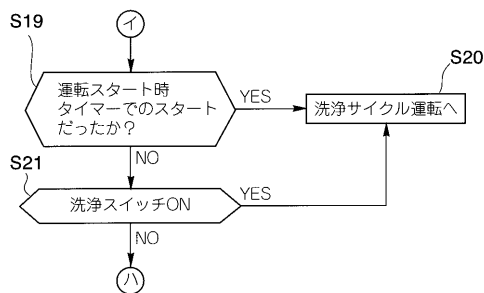 イ
S19
運転スタート時
タイマーでのスタート
だったか?
YES
S20
洗浄サイクル運転へ
NO
S21
洗浄スイッチON
YES
NO
ハ